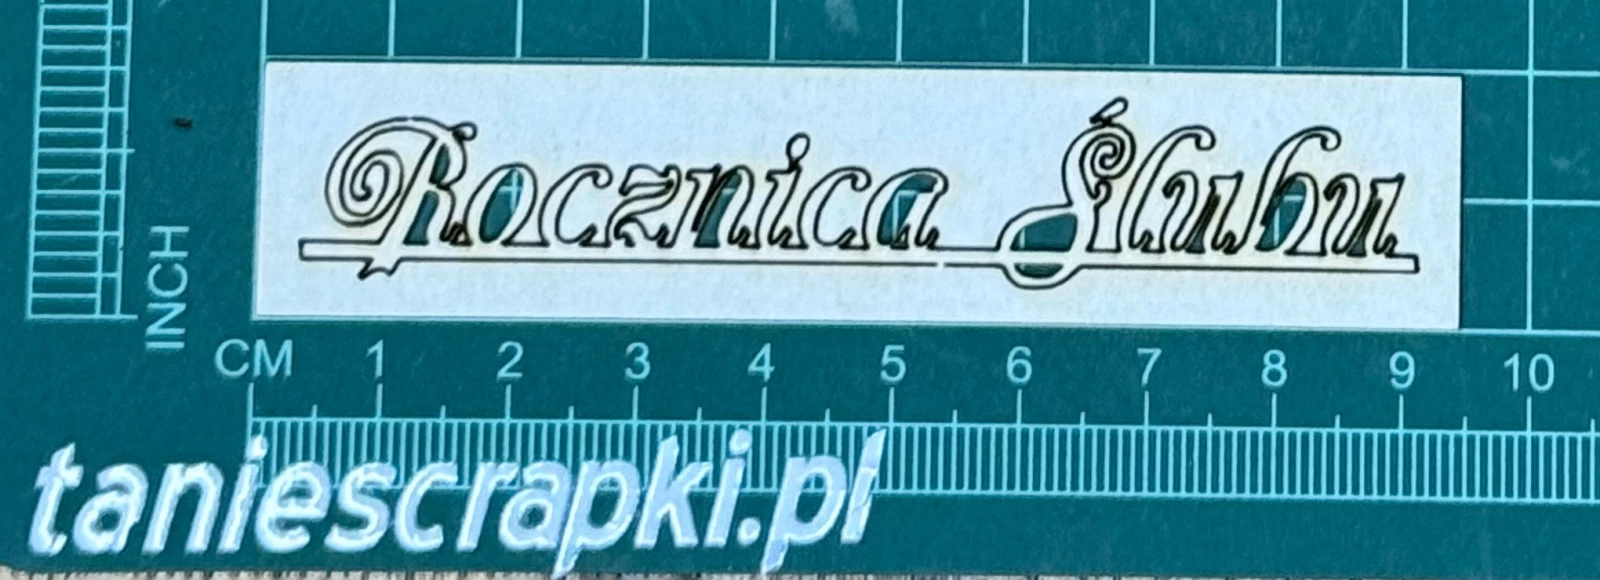 Rocznica Ślubu
INCH
CM 1 2 3 4 5 6 7 8 9 10
taniescrapki.pl